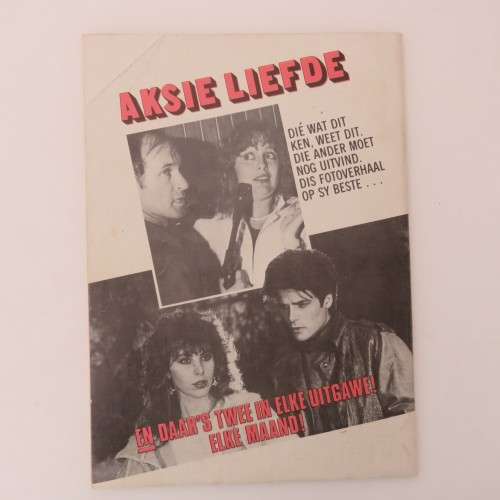 AKSIE LIEFDE
DIÉ WAT DIT
KEN, WEET DIT.
DIE ANDER MOET
NOG UITVIND.
DIS FOTOVERHAAL
OP SY BESTE...
EN DAAR'S TWEE IN ELKE UITGAWE!
ELKE MAAND!